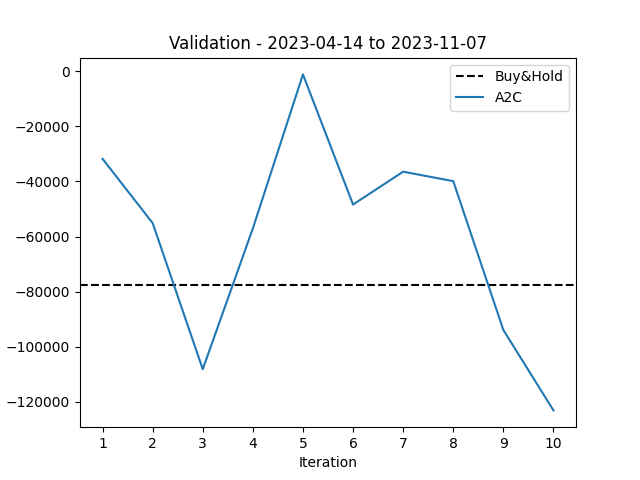 Validation - 2023-04-14 to 2023-11-07
Buy&Hold
A2C
0
−20000
−40000
−60000
−80000
−100000
−120000
1 2 3 4 5 6 7 8 9 10
Iteration